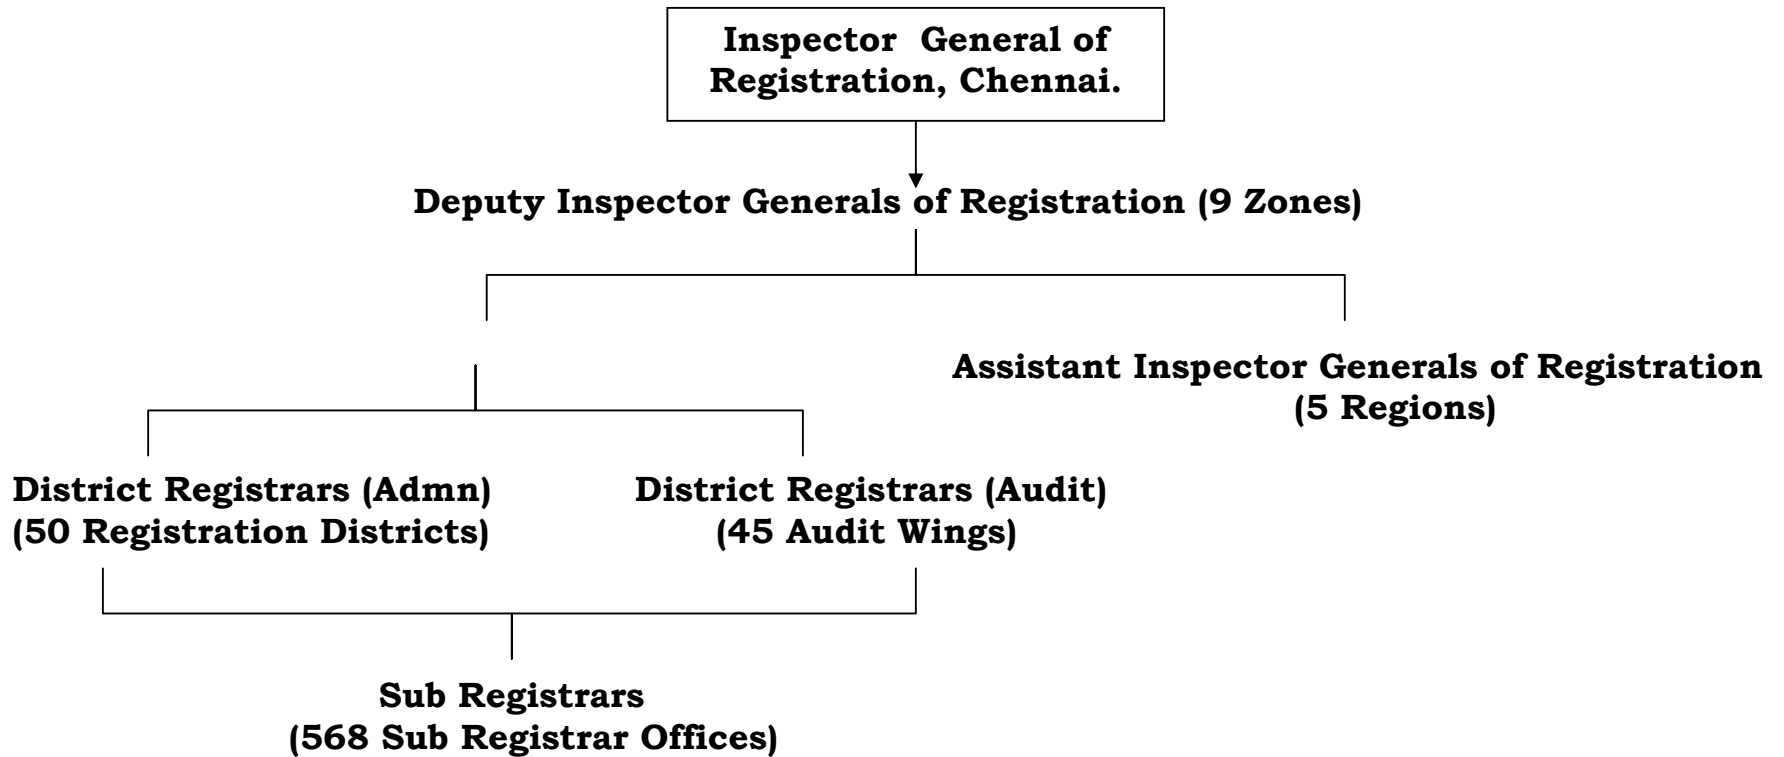 Inspector  General of
Registration, Chennai.
Deputy Inspector Generals of Registration (9 Zones)
Assistant Inspector Generals of Registration
(5 Regions)
District Registrars (Admn)
(50 Registration Districts)
District Registrars (Audit)
(45 Audit Wings)
Sub Registrars
(568 Sub Registrar Offices)